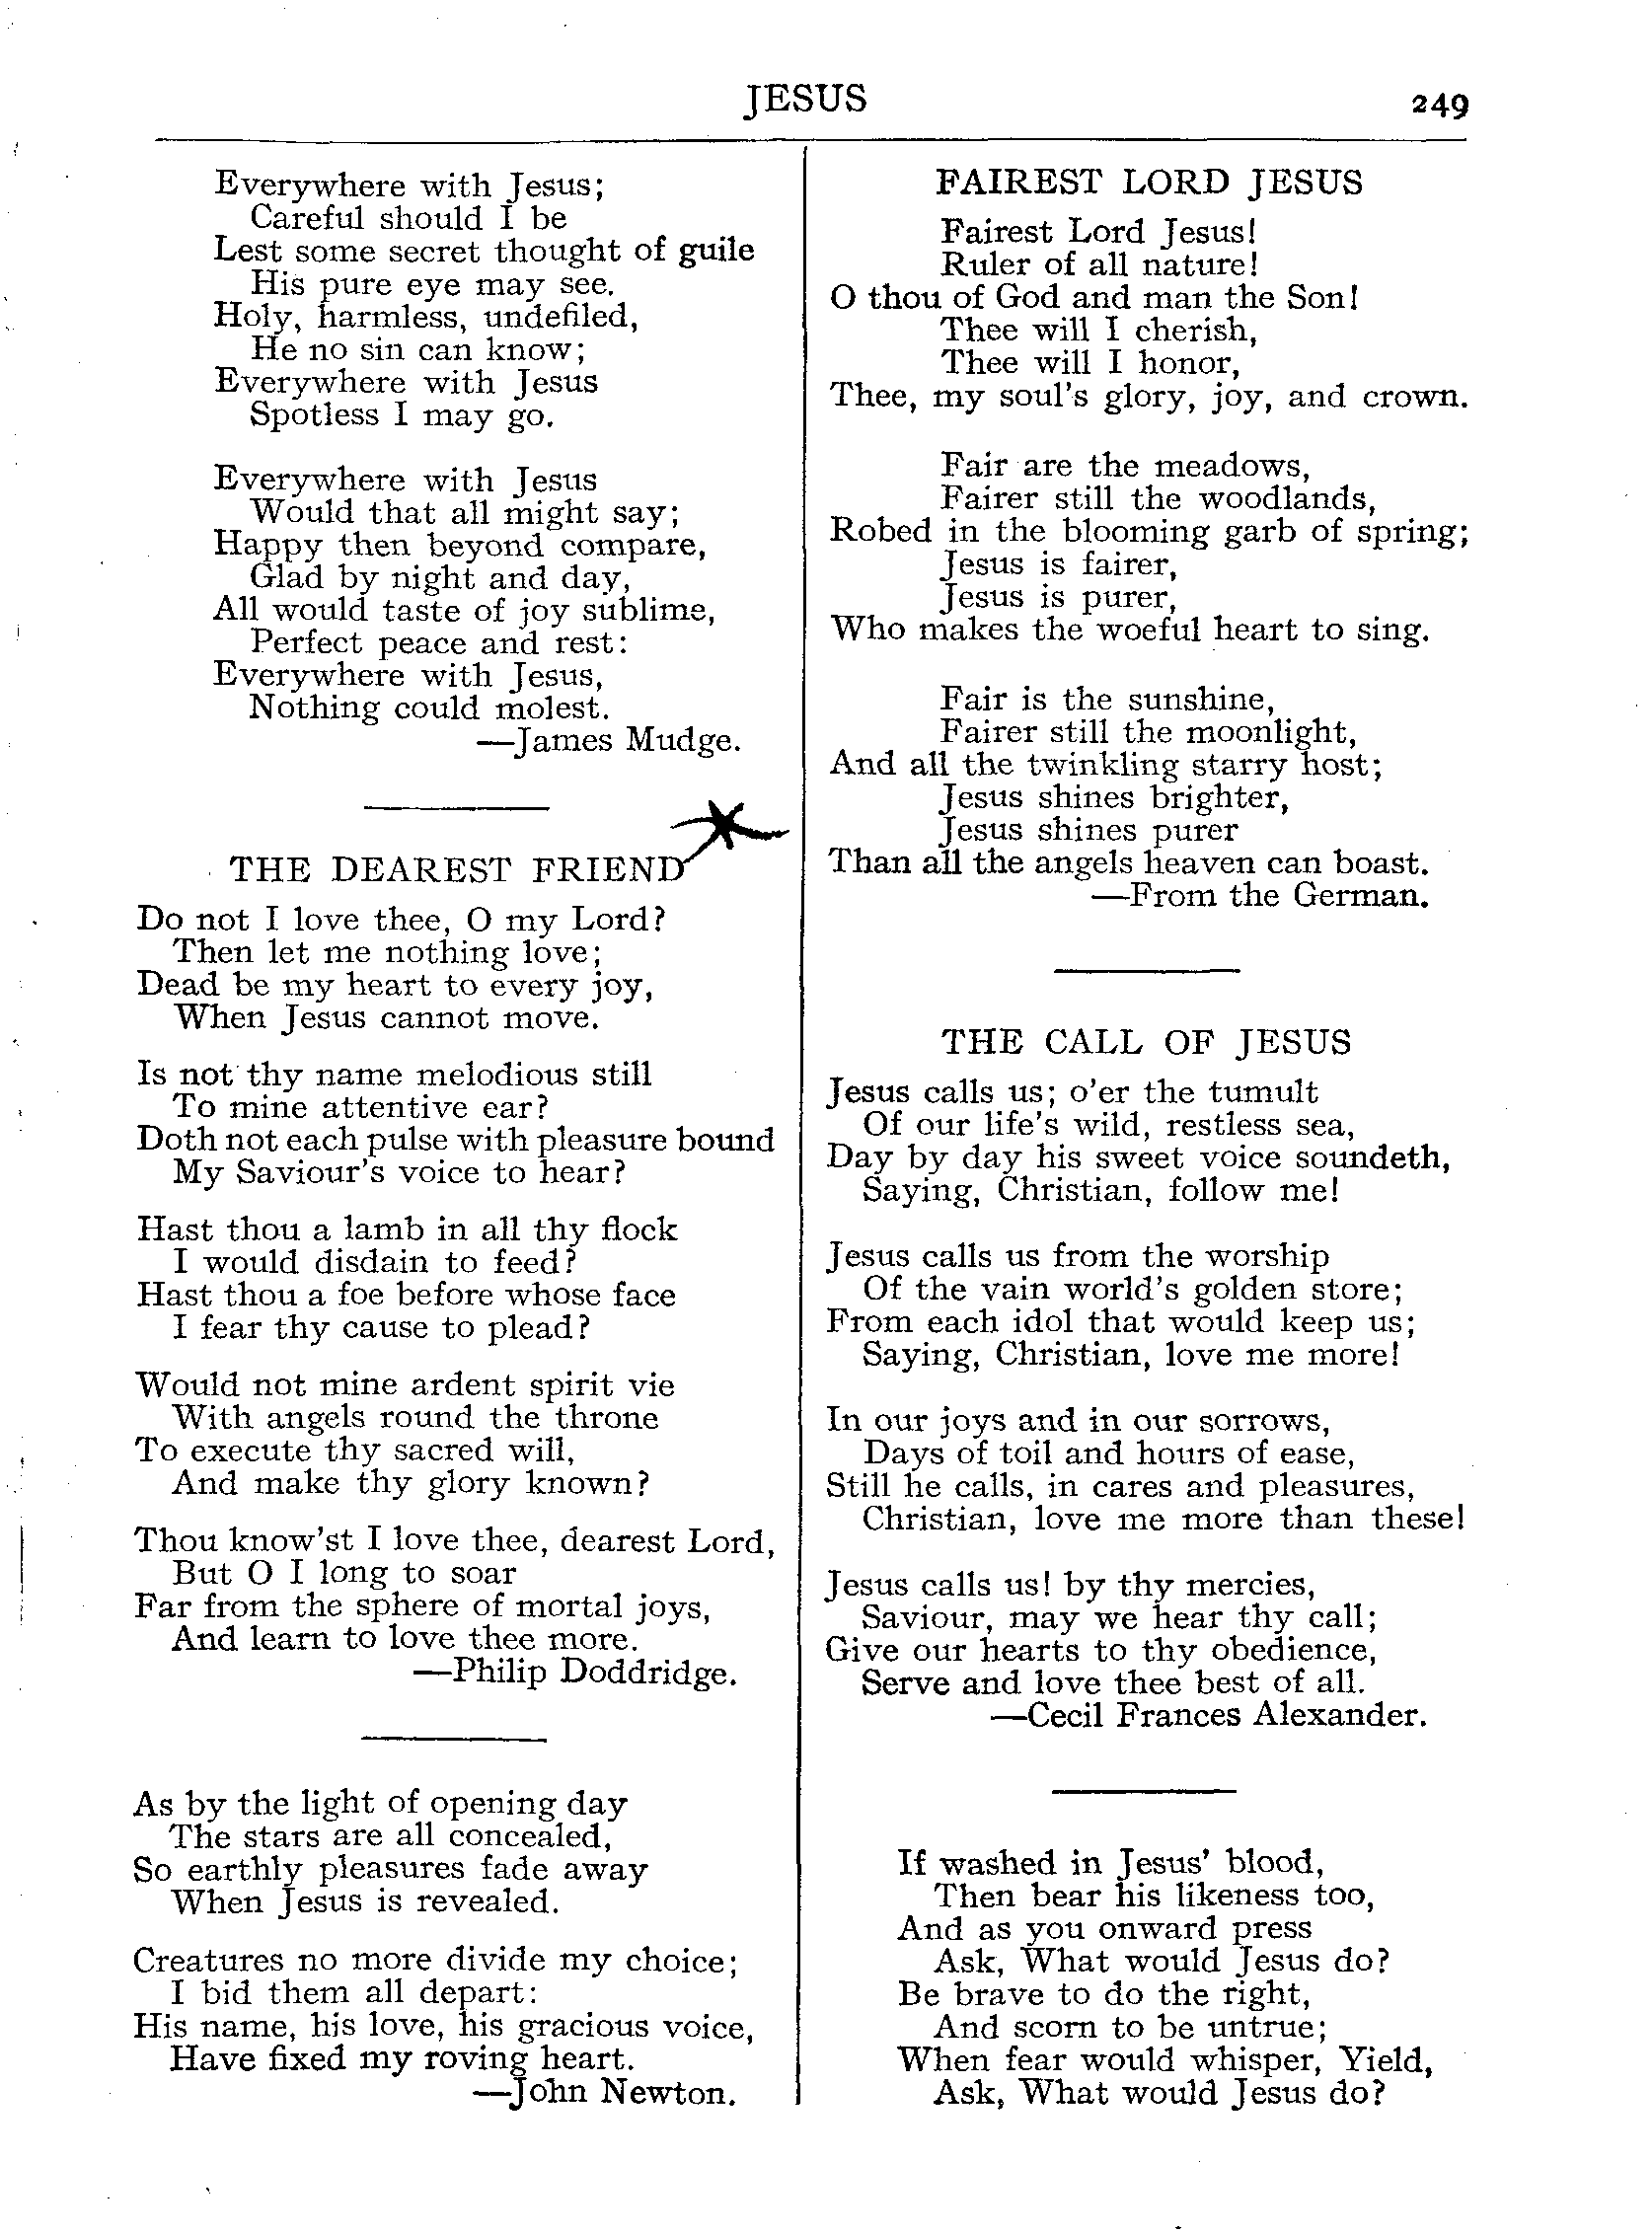 JESUS
249
Everywhere with Jesus;
Careful should I be
Lest some secret thought of guile
His pure eye may see.
Holy, harmless, undefiled,
He no sin can know;
Everywhere with Jesus
Spotless I may go.
Everywhere with Jesus
Would that all might say;
Happy then beyond compare,
Glad by night and day,
All would taste of joy sublime,
Perfect peace and rest:
Everywhere with Jesus,
Nothing could molest.
—James Mudge.
THE DEAREST FRIEND
Do not I love thee, O my Lord?
Then let me nothing love;
Dead be my heart to every joy,
When Jesus cannot move.
Is not thy name melodious still
To mine attentive ear?
Doth not each pulse with pleasure bound
My Saviour's voice to hear?
Hast thou a lamb in all thy flock
I would disdain to feed?
Hast thou a foe before whose face
I fear thy cause to plead?
Would not mine ardent spirit vie
With angels round the throne
To execute thy sacred will,
And make thy glory known?
Thou know'st I love thee, dearest Lord,
But O I long to soar
Far from the sphere of mortal joys,
And learn to love thee more.
—Philip Doddridge.
As by the light of opening day
The stars are all concealed,
So earthly pleasures fade away
When Jesus is revealed.
Creatures no more divide my choice;
I bid them all depart:
His name, his love, his gracious voice,
Have fixed my roving heart.
—John Newton.
FAIREST LORD JESUS
Fairest Lord Jesus!
Ruler of all nature!
O thou of God and man the Son!
Thee will I cherish,
Thee will I honor,
Thee, my soul's glory, joy, and crown.
Fair are the meadows,
Fairer still the woodlands,
Robed in the blooming garb of spring;
Jesus is fairer,
Jesus is purer,
Who makes the woeful heart to sing.
Fair is the sunshine,
Fairer still the moonlight,
And all the twinkling starry host;
Jesus shines brighter,
Jesus shines purer
Than all the angels heaven can boast.
—From the German.
THE CALL OF JESUS
Jesus calls us; o'er the tumult
Of our life's wild, restless sea,
Day by day his sweet voice soundeth,
Saying, Christian, follow me!
Jesus calls us from the worship
Of the vain world's golden store;
From each idol that would keep us;
Saying, Christian, love me more!
In our joys and in our sorrows,
Days of toil and hours of ease,
Still he calls, in cares and pleasures,
Christian, love me more than these!
Jesus calls us! by thy mercies,
Saviour, may we hear thy call;
Give our hearts to thy obedience,
Serve and love thee best of all.
—Cecil Frances Alexander.
If washed in Jesus' blood,
Then bear his likeness too,
And as you onward press
Ask, What would Jesus do?
Be brave to do the right,
And scorn to be untrue;
When fear would whisper, Yield,
Ask, What would Jesus do?